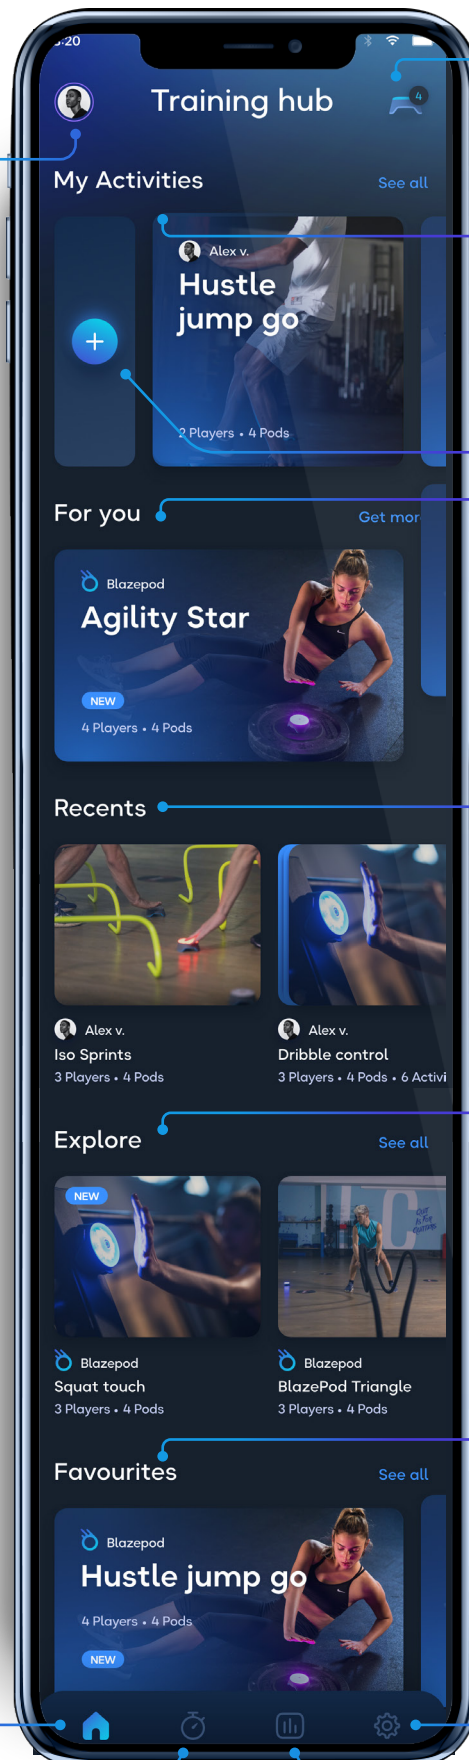 :20
Training hub
4
My Activities
See all
Alex v.
Hustle
jump go
2 Players • 4 Pods
For you
Get mor
Blazepod
Agility Star
NEW
4 Players • 4 Pods
Recents
Alex v.
Iso Sprints
3 Players • 4 Pods
Alex v.
Dribble control
3 Players • 4 Pods • 6 Activi
Explore
See all
NEW
Blazepod
Squat touch
3 Players • 4 Pods
Blazepod
BlazePod Triangle
3 Players • 4 Pods
Favourites
See all
Blazepod
Hustle jump go
4 Players • 4 Pods
NEW